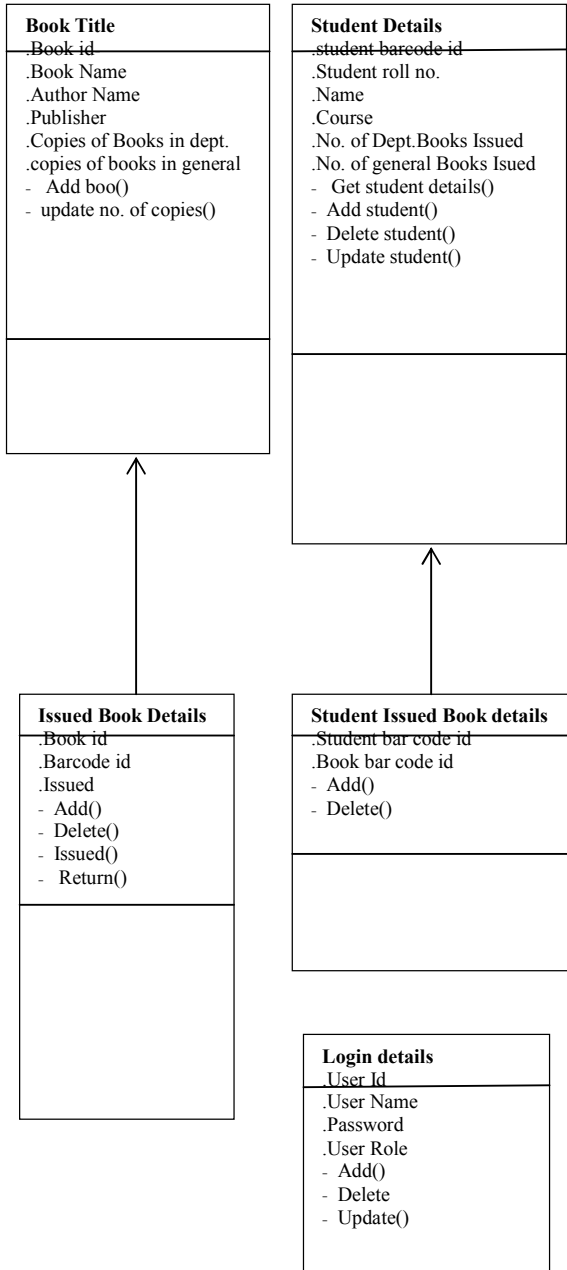 Book Title
.Book id
.Book Name
.Author Name
.Publisher
.Copies of Books in dept.
.copies of books in general
- Add boo()
- update no. of copies()
Student Details
.student barcode id
.Student roll no.
.Name
.Course
.No. of Dept.Books Issued
.No. of general Books Isued
- Get student details()
- Add student()
- Delete student()
- Update student()
Issued Book Details
.Book id
.Barcode id
.Issued
- Add()
- Delete()
- Issued()
- Return()
Student Issued Book details
.Student bar code id
.Book bar code id
- Add()
- Delete()
Login details
.User Id
.User Name
.Password
.User Role
- Add()
- Delete
- Update()